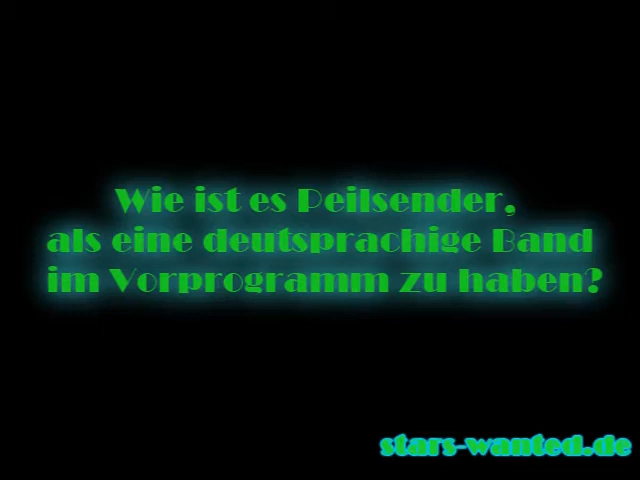 Wie ist es Peilsender,
als eine deutsprachige Band
im Vorprogramm zu haben?
stars-wanted.de